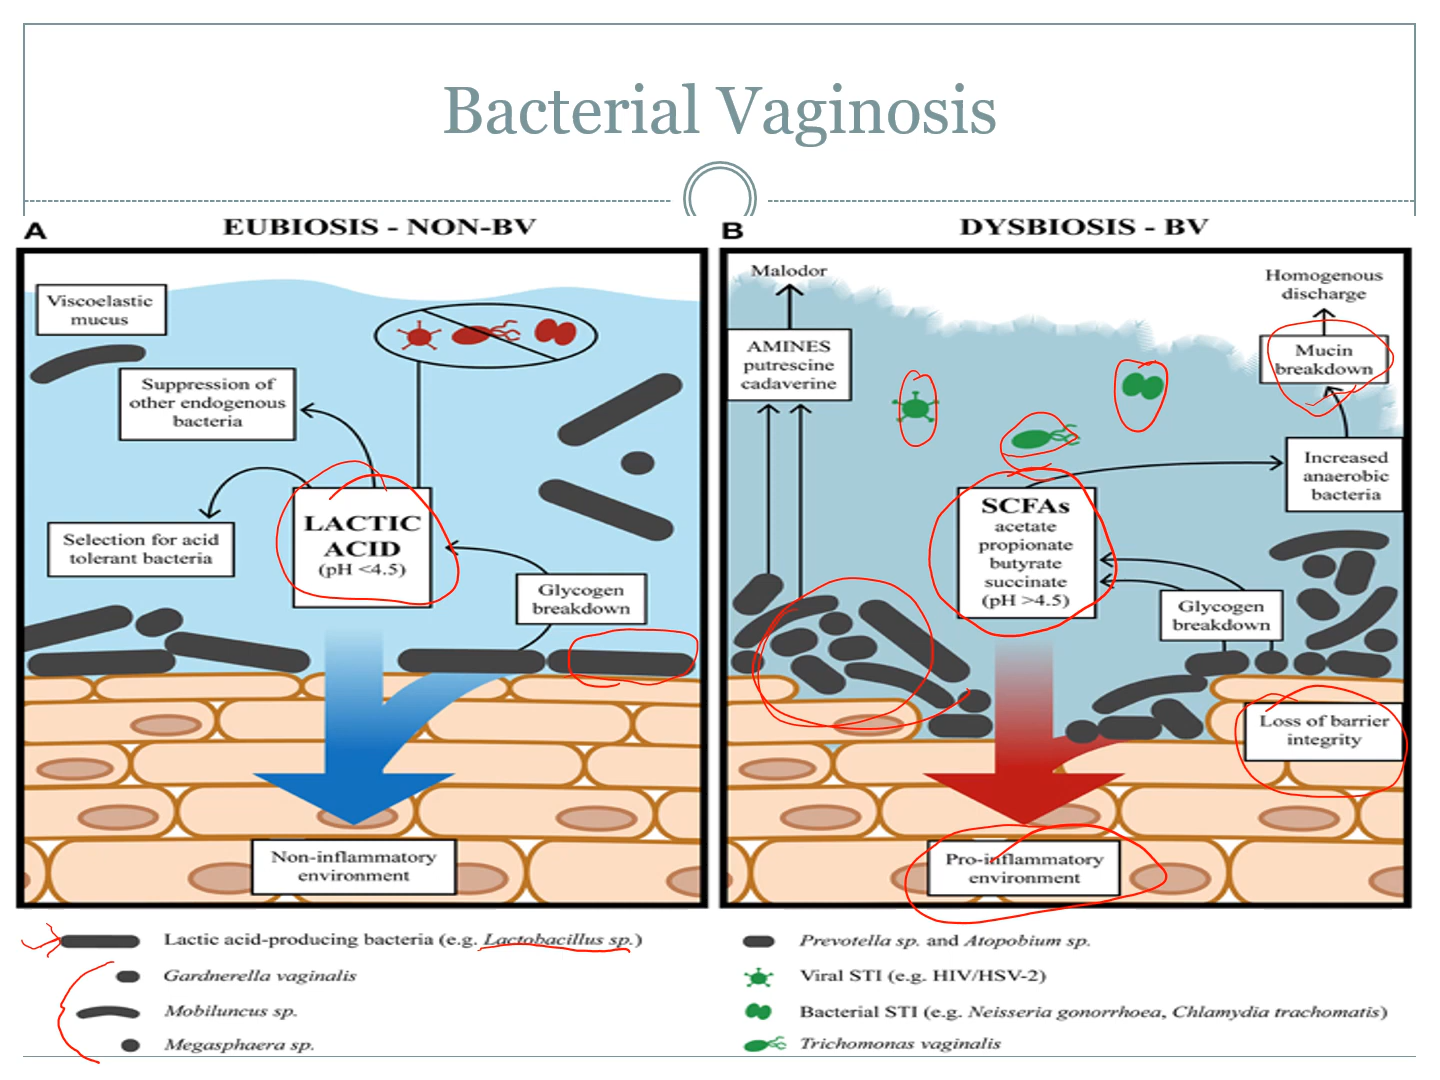 Bacterial Vaginosis
A
EUBIOSIS - NON-BV
Viscoelastic
mucus
Suppression of
other endogenous
bacteria
Selection for acid
tolerant bacteria
LACTIC
ACID
(pH <4.5)
Glycogen
breakdown
Non-inflammatory
environment
B
DYSBIOSIS - BV
Malodor
AMINES
putrescine
cadaverine
Homogenous
discharge
Mucin
breakdown
Increased
anaerobic
bacteria
SCFAs
acetate
propionate
butyrate
succinate
(pH >4.5)
Glycogen
breakdown
Loss of barrier
integrity
Pro-inflammatory
environment
Lactic acid-producing bacteria (e.g. Lactobacillus sp.)
Gardnerella vaginalis
Mobiluncus sp.
Megasphaera sp.
Prevotella sp. and Atopobium sp.
Viral STI (e.g. HIV/HSV-2)
Bacterial STI (e.g. Neisseria gonorrhoea, Chlamydia trachomatis)
Trichomonas vaginalis